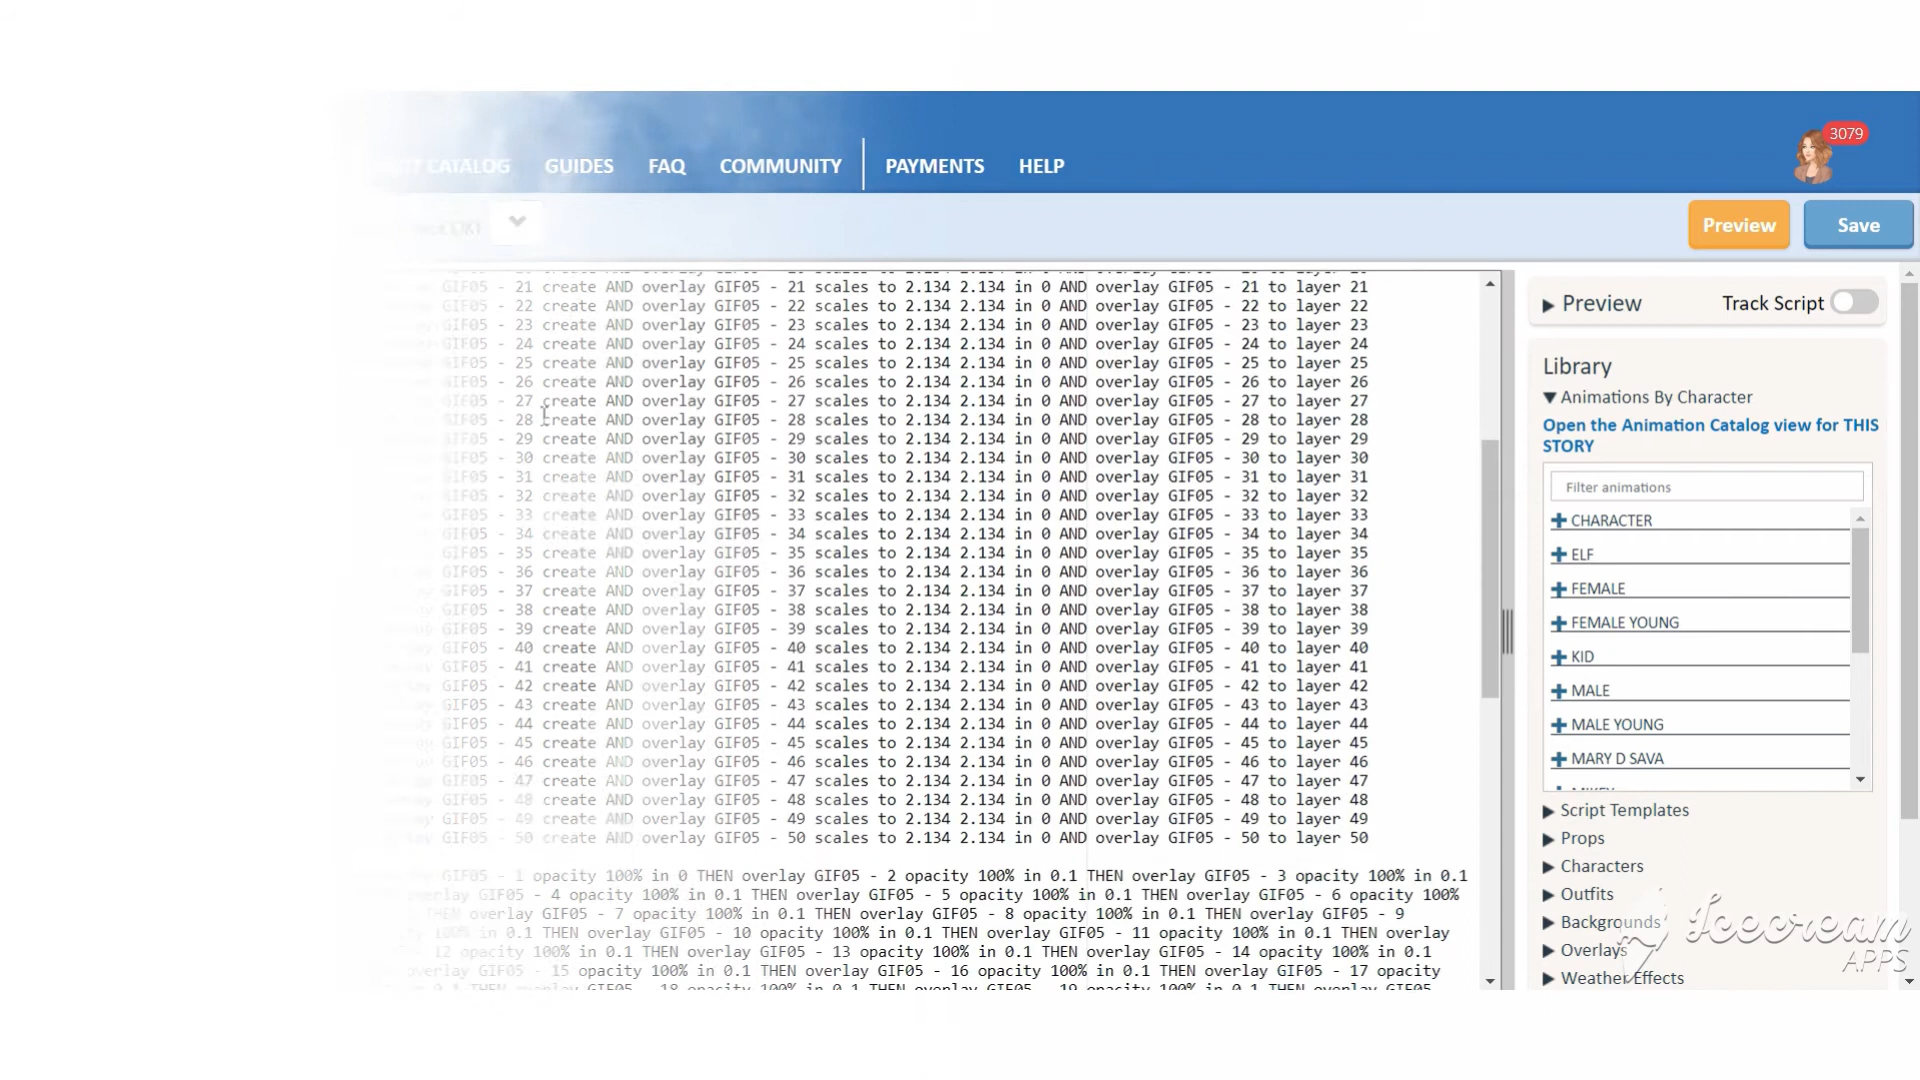 CATALOG GUIDES FAQ COMMUNITY PAYMENTS HELP
3079
Preview Save
GIF05 - 21 create AND overlay GIF05 - 21 scales to 2.134 2.134 in 0 AND overlay GIF05 - 21 to layer 21
GIF05 - 22 create AND overlay GIF05 - 22 scales to 2.134 2.134 in 0 AND overlay GIF05 - 22 to layer 22
GIF05 - 23 create AND overlay GIF05 - 23 scales to 2.134 2.134 in 0 AND overlay GIF05 - 23 to layer 23
GIF05 - 24 create AND overlay GIF05 - 24 scales to 2.134 2.134 in 0 AND overlay GIF05 - 24 to layer 24
GIF05 - 25 create AND overlay GIF05 - 25 scales to 2.134 2.134 in 0 AND overlay GIF05 - 25 to layer 25
GIF05 - 26 create AND overlay GIF05 - 26 scales to 2.134 2.134 in 0 AND overlay GIF05 - 26 to layer 26
GIF05 - 27 create AND overlay GIF05 - 27 scales to 2.134 2.134 in 0 AND overlay GIF05 - 27 to layer 27
GIF05 - 28 create AND overlay GIF05 - 28 scales to 2.134 2.134 in 0 AND overlay GIF05 - 28 to layer 28
GIF05 - 29 create AND overlay GIF05 - 29 scales to 2.134 2.134 in 0 AND overlay GIF05 - 29 to layer 29
GIF05 - 30 create AND overlay GIF05 - 30 scales to 2.134 2.134 in 0 AND overlay GIF05 - 30 to layer 30
GIF05 - 31 create AND overlay GIF05 - 31 scales to 2.134 2.134 in 0 AND overlay GIF05 - 31 to layer 31
GIF05 - 32 create AND overlay GIF05 - 32 scales to 2.134 2.134 in 0 AND overlay GIF05 - 32 to layer 32
GIF05 - 33 create AND overlay GIF05 - 33 scales to 2.134 2.134 in 0 AND overlay GIF05 - 33 to layer 33
GIF05 - 34 create AND overlay GIF05 - 34 scales to 2.134 2.134 in 0 AND overlay GIF05 - 34 to layer 34
GIF05 - 35 create AND overlay GIF05 - 35 scales to 2.134 2.134 in 0 AND overlay GIF05 - 35 to layer 35
GIF05 - 36 create AND overlay GIF05 - 36 scales to 2.134 2.134 in 0 AND overlay GIF05 - 36 to layer 36
GIF05 - 37 create AND overlay GIF05 - 37 scales to 2.134 2.134 in 0 AND overlay GIF05 - 37 to layer 37
GIF05 - 38 create AND overlay GIF05 - 38 scales to 2.134 2.134 in 0 AND overlay GIF05 - 38 to layer 38
GIF05 - 39 create AND overlay GIF05 - 39 scales to 2.134 2.134 in 0 AND overlay GIF05 - 39 to layer 39
GIF05 - 40 create AND overlay GIF05 - 40 scales to 2.134 2.134 in 0 AND overlay GIF05 - 40 to layer 40
GIF05 - 41 create AND overlay GIF05 - 41 scales to 2.134 2.134 in 0 AND overlay GIF05 - 41 to layer 41
GIF05 - 42 create AND overlay GIF05 - 42 scales to 2.134 2.134 in 0 AND overlay GIF05 - 42 to layer 42
GIF05 - 43 create AND overlay GIF05 - 43 scales to 2.134 2.134 in 0 AND overlay GIF05 - 43 to layer 43
GIF05 - 44 create AND overlay GIF05 - 44 scales to 2.134 2.134 in 0 AND overlay GIF05 - 44 to layer 44
GIF05 - 45 create AND overlay GIF05 - 45 scales to 2.134 2.134 in 0 AND overlay GIF05 - 45 to layer 45
GIF05 - 46 create AND overlay GIF05 - 46 scales to 2.134 2.134 in 0 AND overlay GIF05 - 46 to layer 46
GIF05 - 47 create AND overlay GIF05 - 47 scales to 2.134 2.134 in 0 AND overlay GIF05 - 47 to layer 47
GIF05 - 48 create AND overlay GIF05 - 48 scales to 2.134 2.134 in 0 AND overlay GIF05 - 48 to layer 48
GIF05 - 49 create AND overlay GIF05 - 49 scales to 2.134 2.134 in 0 AND overlay GIF05 - 49 to layer 49
GIF05 - 50 create AND overlay GIF05 - 50 scales to 2.134 2.134 in 0 AND overlay GIF05 - 50 to layer 50
GIF05 - 1 opacity 100% in 0 THEN overlay GIF05 - 2 opacity 100% in 0.1 THEN overlay GIF05 - 3 opacity 100% in 0.1
overlay GIF05 - 4 opacity 100% in 0.1 THEN overlay GIF05 - 5 opacity 100% in 0.1 THEN overlay GIF05 - 6 opacity 100%
THEN overlay GIF05 - 7 opacity 100% in 0.1 THEN overlay GIF05 - 8 opacity 100% in 0.1 THEN overlay GIF05 - 9
100% in 0.1 THEN overlay GIF05 - 10 opacity 100% in 0.1 THEN overlay GIF05 - 11 opacity 100% in 0.1 THEN overlay
- 12 opacity 100% in 0.1 THEN overlay GIF05 - 13 opacity 100% in 0.1 THEN overlay GIF05 - 14 opacity 100% in 0.1
overlay GIF05 - 15 opacity 100% in 0.1 THEN overlay GIF05 - 16 opacity 100% in 0.1 THEN overlay GIF05 - 17 opacity
Preview Track Script
Library
Animations By Character
Open the Animation Catalog view for THIS
STORY
Filter animations
CHARACTER
ELF
FEMALE
FEMALE YOUNG
KID
MALE
MALE YOUNG
MARY D SAVA
Script Templates
Props
Characters
Outfits
Backgrounds
Overlays
Weather Effects
Icecream
APPS